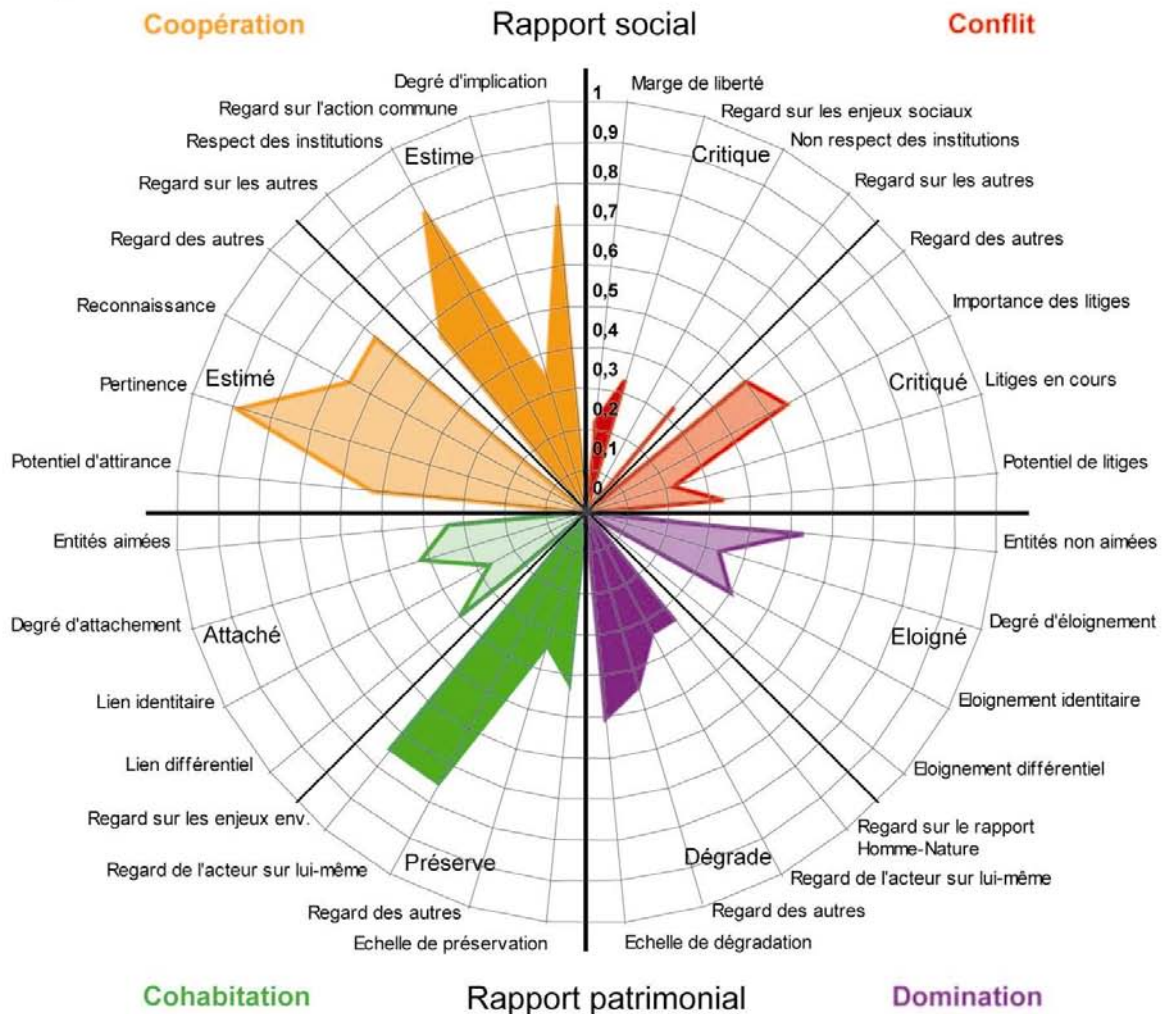 Coopération
Rapport social
Conflit
Degré d'implication
Marge de liberté
Regard sur l'action commune
Regard sur les enjeux sociaux
Respect des institutions
Estime
Critique
Non respect des institutions
Regard sur les autres
Regard sur les autres
Regard des autres
Regard des autres
Reconnaissance
Importance des litiges
Pertinence
Estimé
Critiqué
Litiges en cours
Potentiel d'attirance
Potentiel de litiges
1
0,9
0,8
0,7
0,6
0,5
0,4
0,3
0,2
0,1
0
Entités aimées
Entités non aimées
Degré d'attachement
Attaché
Eloigné
Degré d'éloignement
Lien identitaire
Eloignement identitaire
Lien différentiel
Eloignement différentiel
Regard sur les enjeux env.
Regard sur le rapport
Homme-Nature
Regard de l'acteur sur lui-même
Préserve
Dégrade
Regard de l'acteur sur lui-même
Regard des autres
Regard des autres
Echelle de préservation
Echelle de dégradation
Cohabitation
Rapport patrimonial
Domination